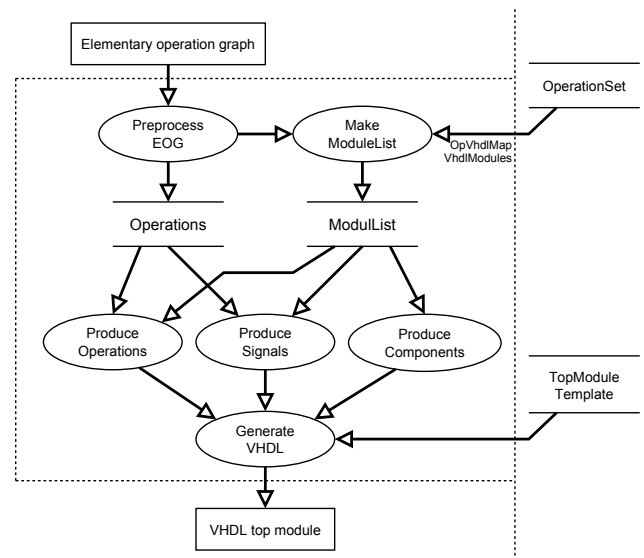 Elementary operation graph
OperationSet
Preprocess
EOG
Make
ModuleList
OpVhdlMap
VhdlModules
Operations
ModulList
Produce
Operations
Produce
Signals
Produce
Components
TopModule
Template
Generate
VHDL
VHDL top module